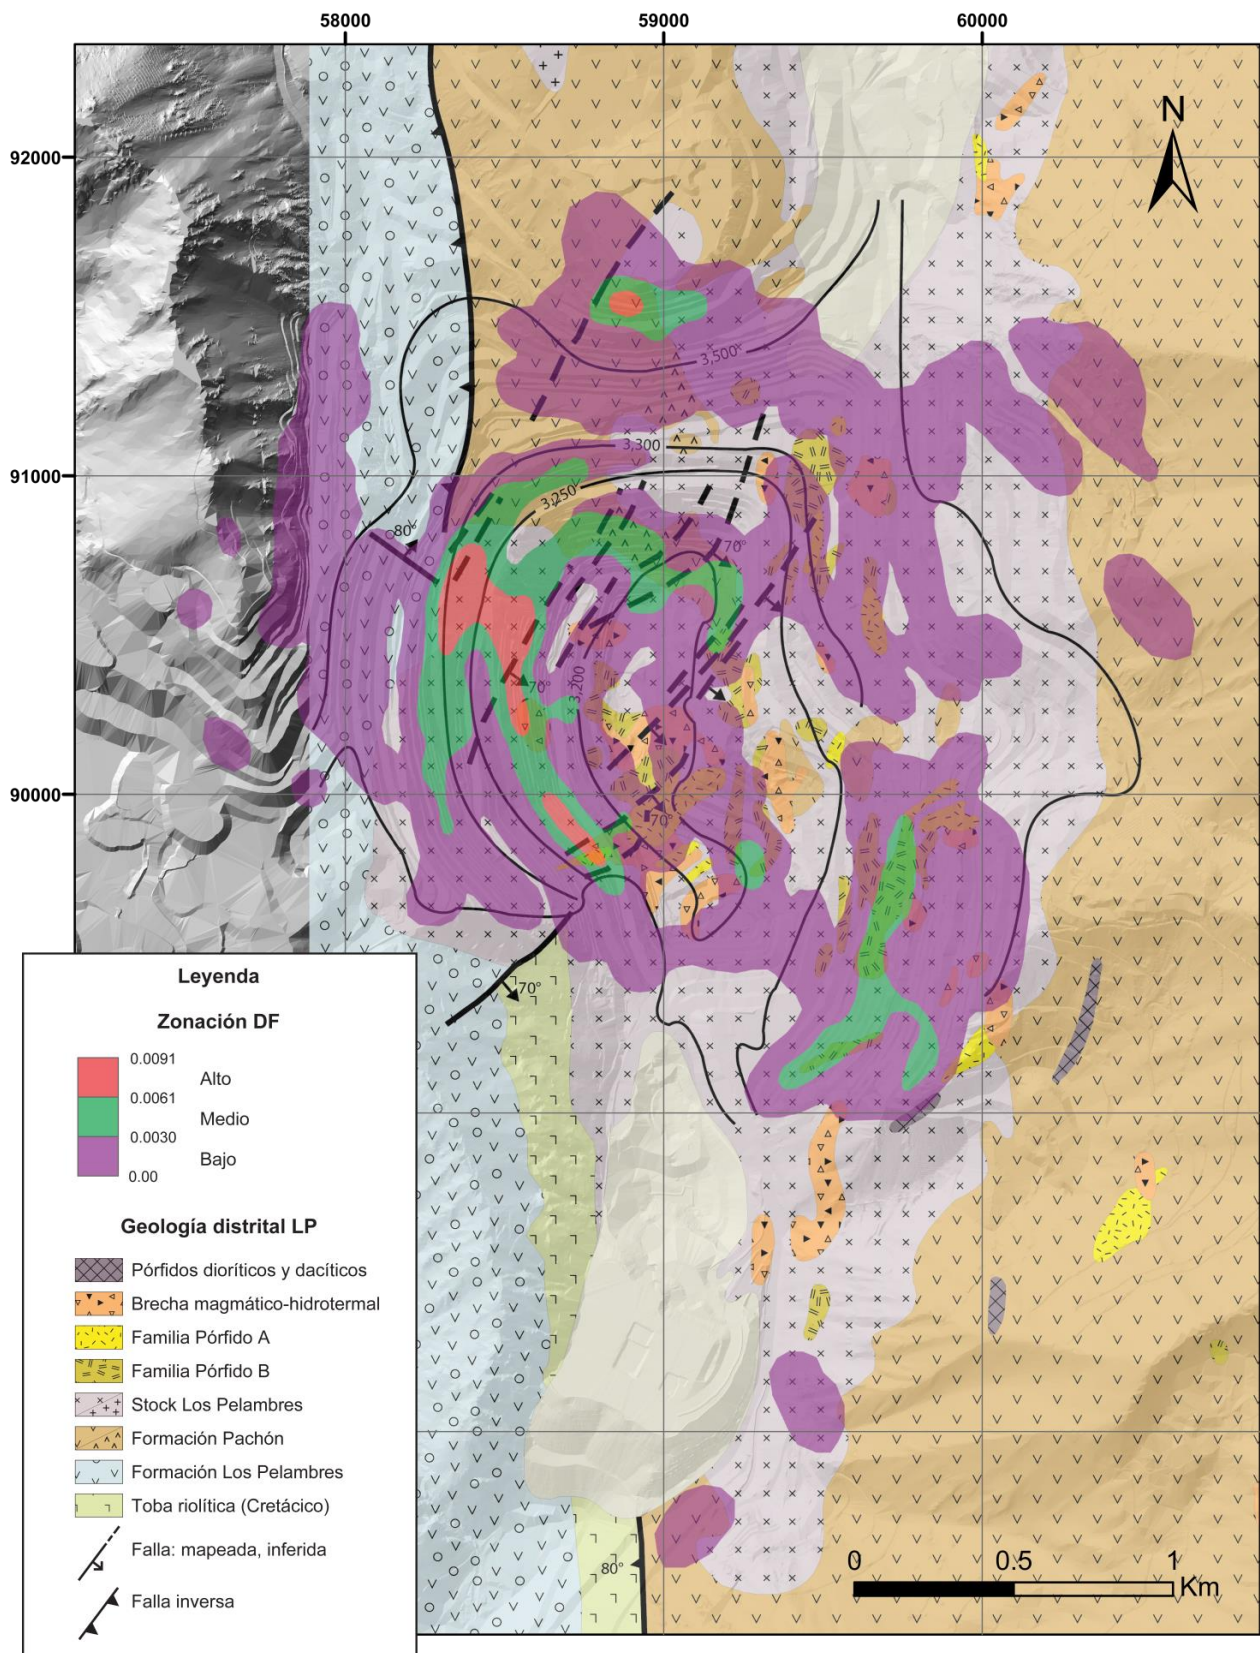 58000 59000 60000
92000
N
3,500
91000
3,300
3,250
80°
70°
70°
3,200
90000
70°
70°
Leyenda
Zonación DF
0.0091
Alto
0.0061
Medio
0.0030
Bajo
0.00
Geología distrital LP
Pórfidos dioríticos y dacíticos
Brecha magmático-hidrotermal
Familia Pórfido A
Familia Pórfido B
Stock Los Pelambres
Formación Pachón
Formación Los Pelambres
Toba riolítica (Cretácico)
Falla: mapeada, inferida
Falla inversa
80°
0 0.5 1
Km